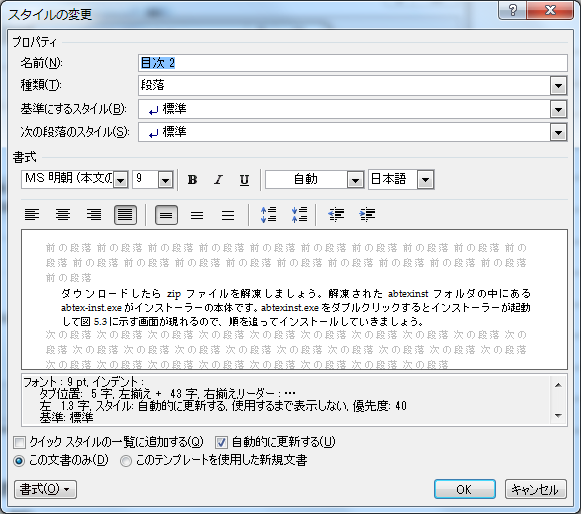 スタイルの変更
プロパティ
名前(N): 目次 2
種類(T): 段落
基準にするスタイル(B): ↵ 標準
次の段落のスタイル(S): ↵ 標準
書式
MS 明朝 (本文の 9 B I U 自動 日本語
前の段落 前の段落 前の段落 前の段落 前の段落 前の段落 前の段落 前の段落 前の段落 前の
段落 前の段落 前の段落 前の段落 前の段落 前の段落 前の段落 前の段落 前の段落 前の段落
前の段落
ダウンロードしたら zip ファイルを解凍しましょう。解凍された abtexinst フォルダの中にある
abtex-inst.exe がインストーラーの本体です。abtexinst.exe をダブルクリックするとインストーラーが起動
して図 5.3 に示す画面が現れるので、順を追ってインストールしていきましょう。
次の段落 次の段落 次の段落 次の段落 次の段落 次の段落 次の段落 次の段落 次の段落 次の
段落 次の段落 次の段落 次の段落 次の段落 次の段落 次の段落 次の段落 次の段落 次の段落
次の段落 次の段落 次の段落 次の段落 次の段落 次の段落 次の段落 次の段落
フォント : 9 pt, インデント :
タブ位置: 5 字, 左揃え + 43 字, 右揃え,リーダー : …
左 1.3 字, スタイル: 自動的に更新する, 使用するまで表示しない, 優先度: 40
基準: 標準
クイック スタイルの一覧に追加する(Q) 自動的に更新する(U)
この文書のみ(D) このテンプレートを使用した新規文書
書式(O) OK キャンセル